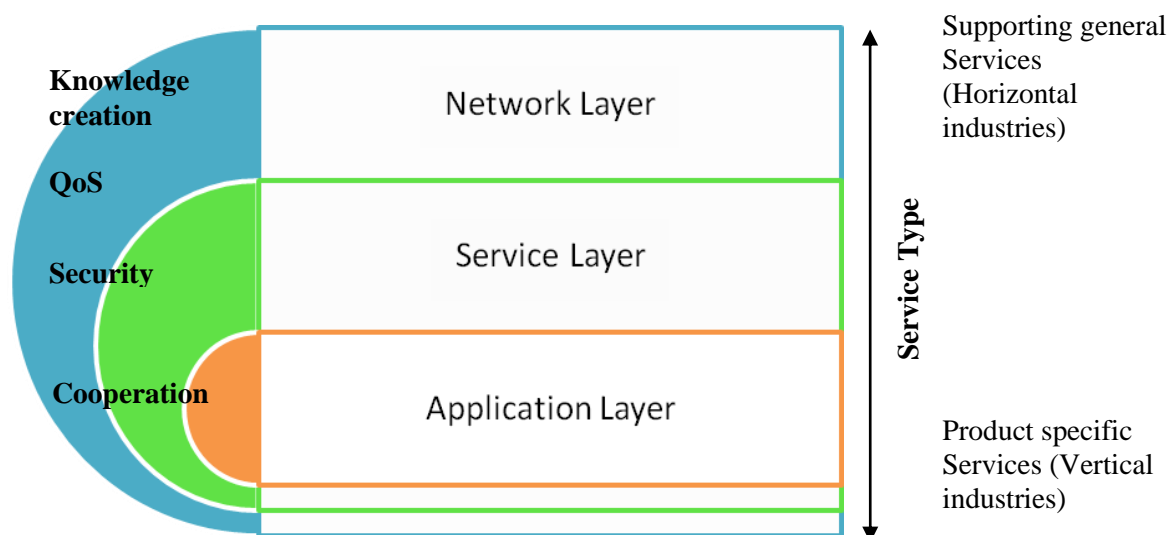 Knowledge
creation
QoS
Security
Cooperation
Network Layer
Service Layer
Application Layer
Service Type
Supporting general
Services
(Horizontal
industries)
Product specific
Services (Vertical
industries)